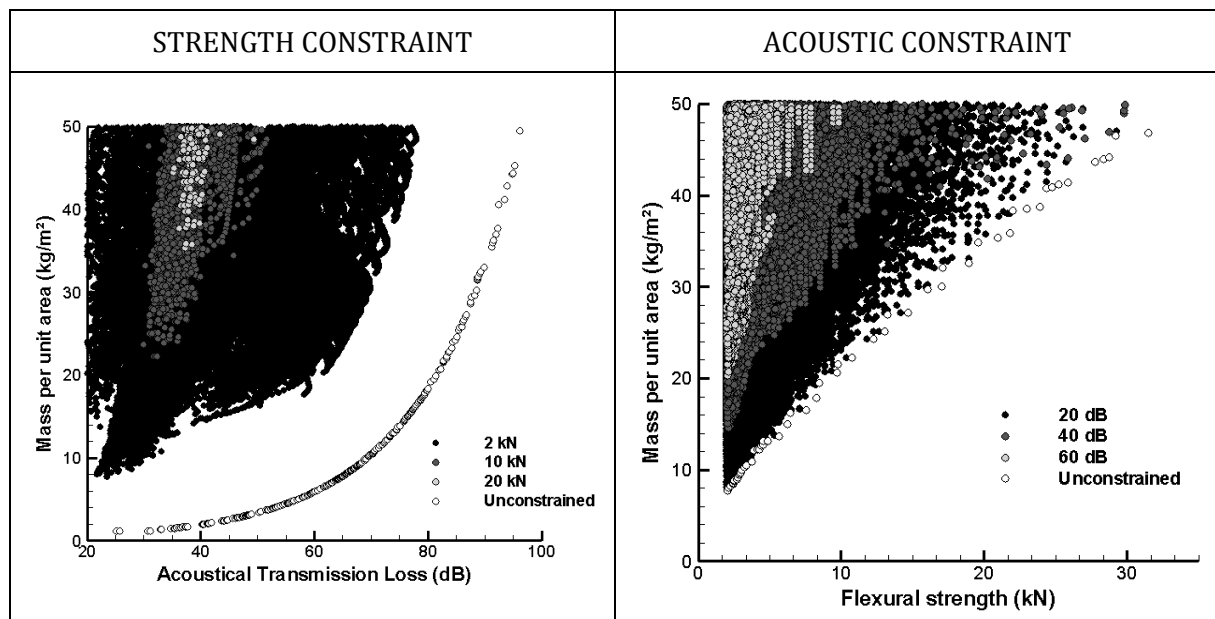 STRENGTH CONSTRAINT
ACOUSTIC CONSTRAINT
Mass per unit area (kg/m²)
50
40
30
20
10
0
20
40
60
80
100
Acoustical Transmission Loss (dB)
2 kN
10 kN
20 kN
Unconstrained
Mass per unit area (kg/m²)
50
40
30
20
10
0
0
10
20
30
Flexural strength (kN)
20 dB
40 dB
60 dB
Unconstrained